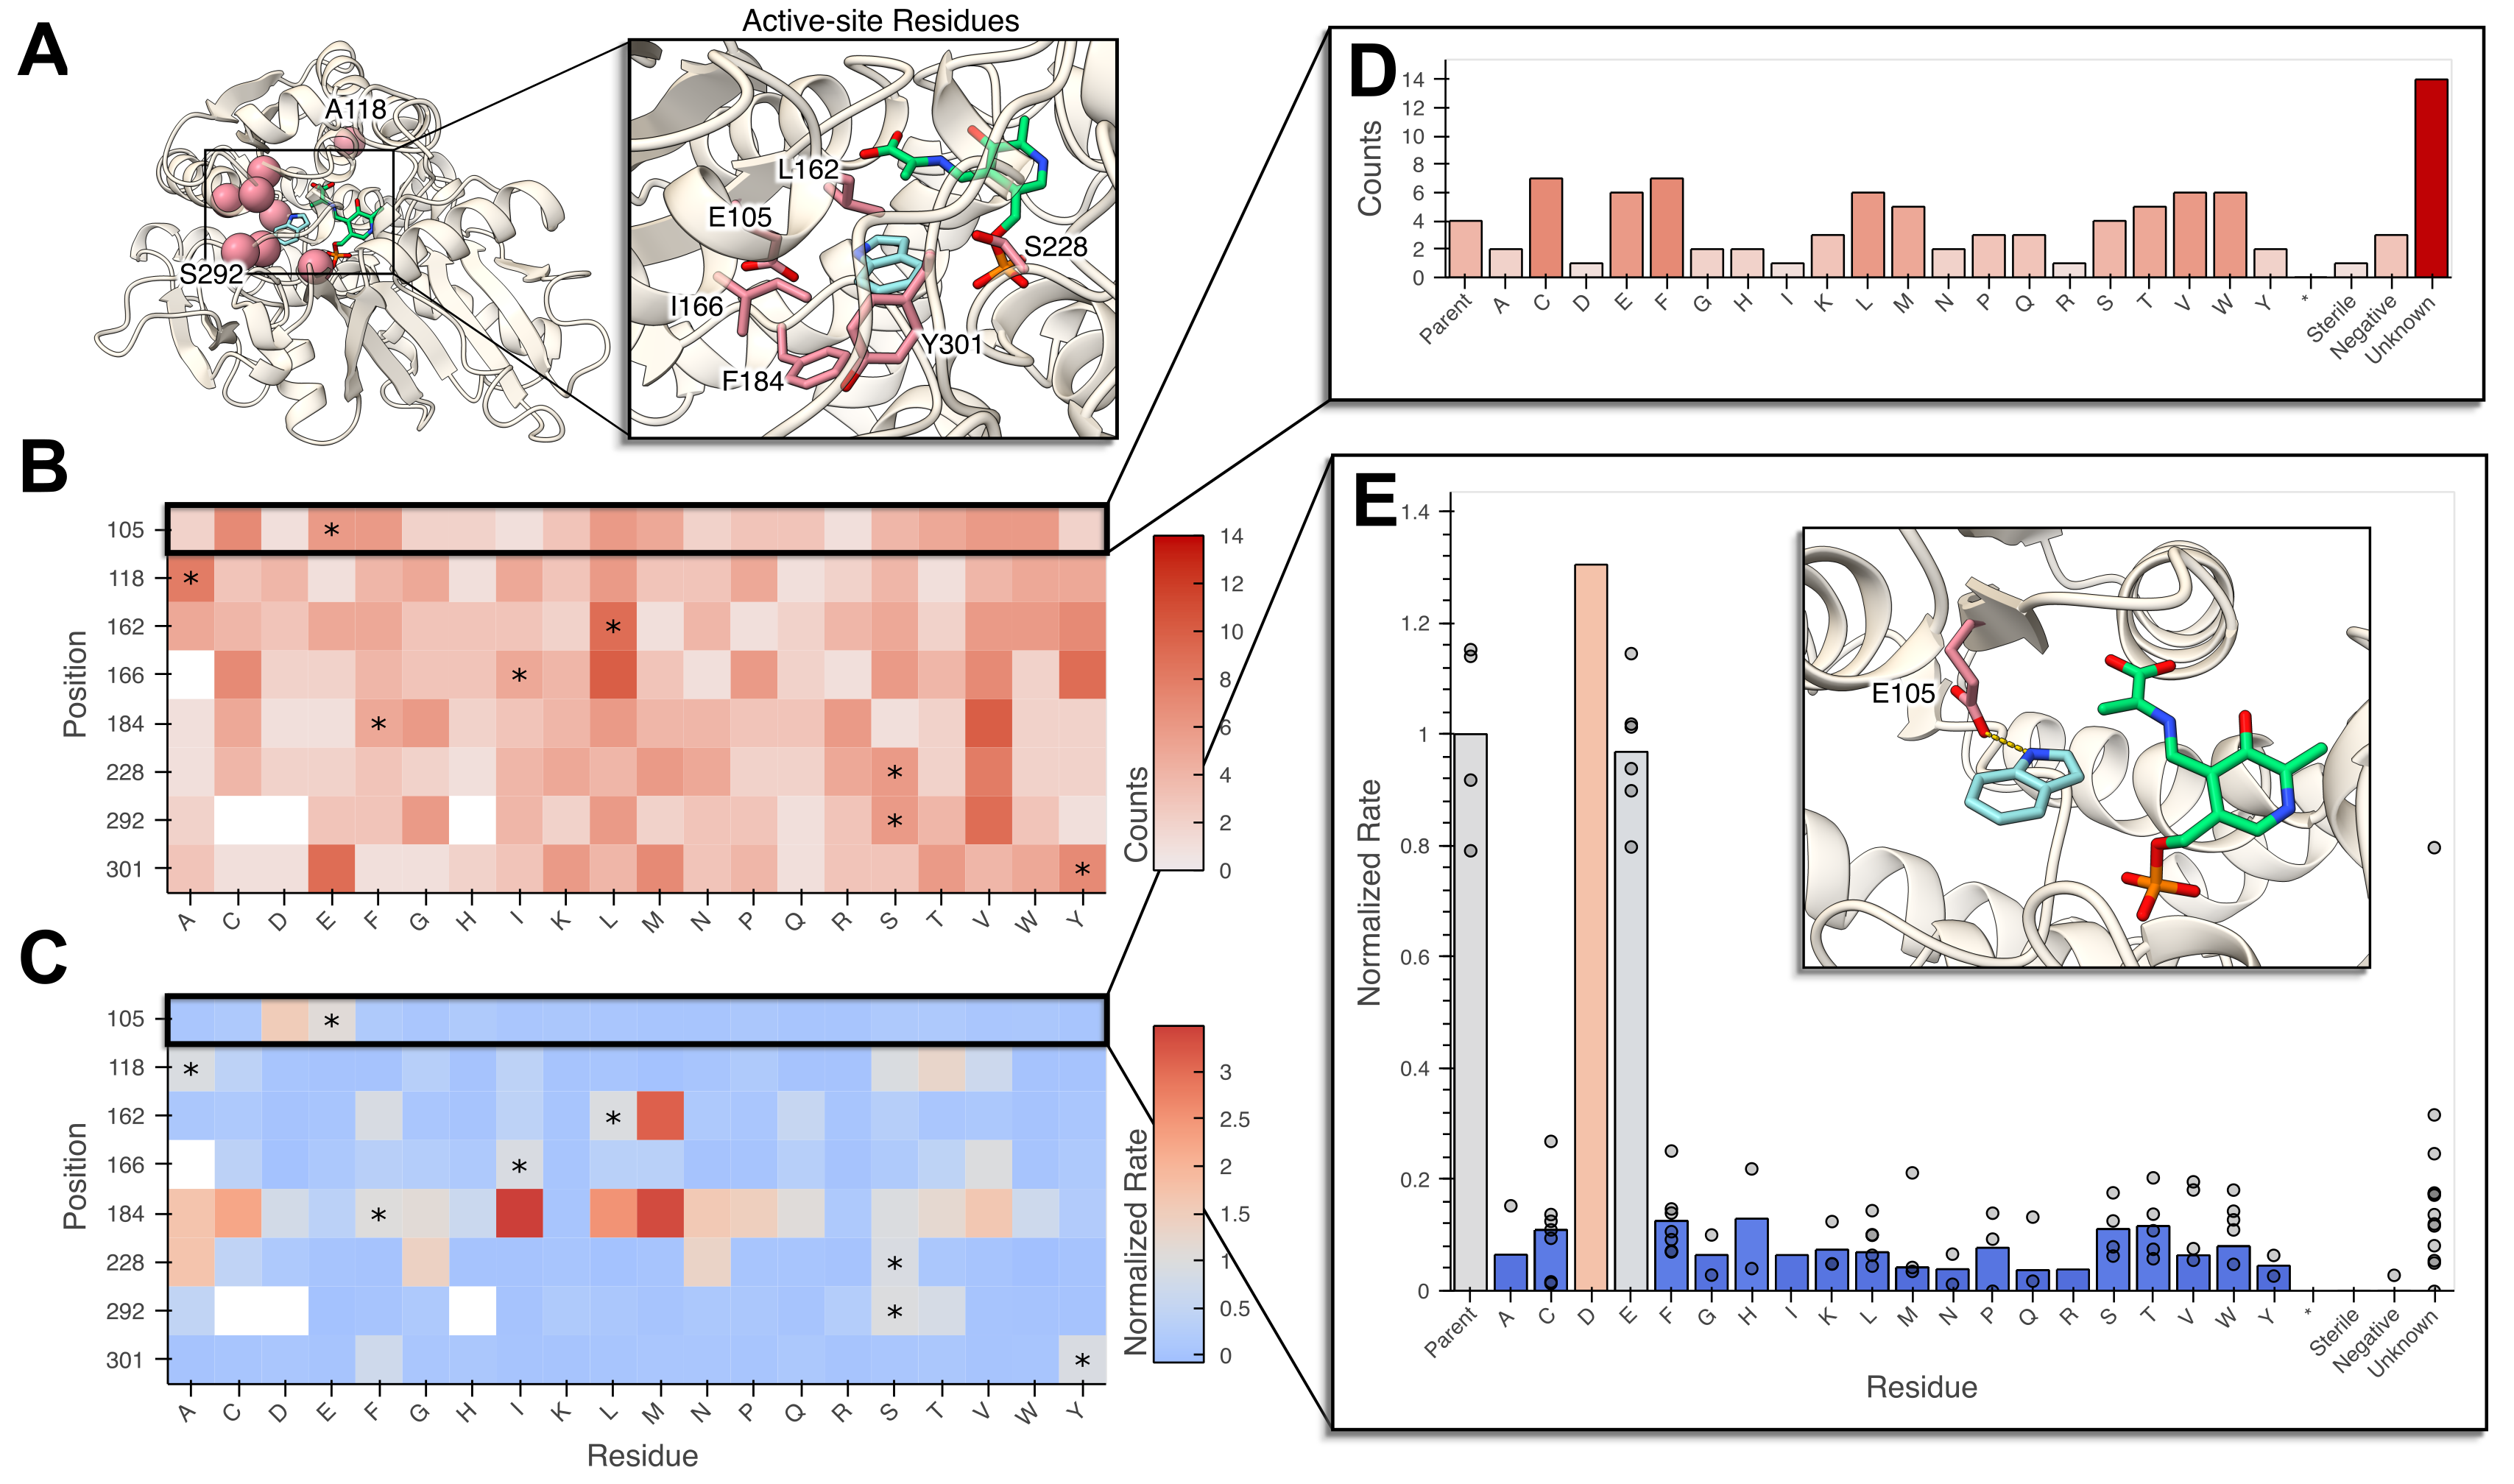 A
Active-site Residues
A118
S292
L162
E105
S228
I166
Y301
F184
B
Position
105
118
162
166
184
228
292
301
*
*
*
*
*
*
*
*
A C D E F G H I K L M N P Q R S T V W Y
Counts
14
12
10
8
6
4
2
0
C
Position
105
118
162
166
184
228
292
301
*
*
*
*
*
*
*
*
A C D E F G H I K L M N P Q R S T V W Y
Residue
Normalized Rate
3
2.5
2
1.5
1
0.5
0
D
Counts
14
12
10
8
6
4
2
0
Parent A C D E F G H I K L M N P Q R S T V W Y * Sterile Negative Unknown
E
Normalized Rate
1.4
1.2
1
0.8
0.6
0.4
0.2
0
E105
Parent A C D E F G H I K L M N P Q R S T V W Y * Sterile Negative Unknown
Residue